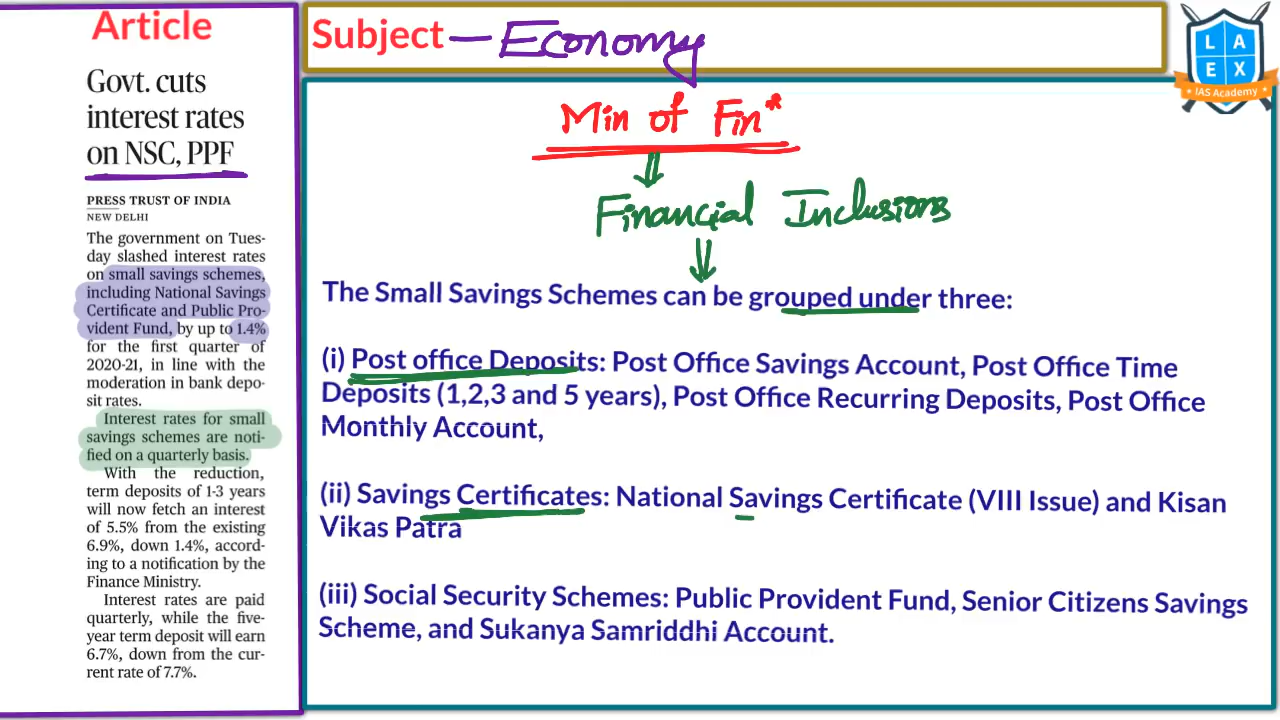 Article
Govt. cuts
interest rates
on NSC, PPF
PRESS TRUST OF INDIA
NEW DELHI
The government on Tues-
day slashed interest rates
on small savings schemes,
including National Savings
Certificate and Public Pro-
vident Fund, by up to 1.4%
for the first quarter of
2020-21, in line with the
moderation in bank depo-
sit rates.
Interest rates for small
savings schemes are noti-
fied on a quarterly basis.
With the reduction,
term deposits of 1-3 years
will now fetch an interest
of 5.5% from the existing
6.9%, down 1.4%, accord-
ing to a notification by the
Finance Ministry.
Interest rates are paid
quarterly, while the five-
year term deposit will earn
6.7%, down from the cur-
rent rate of 7.7%.
Subject - Economy
LAEX
IAS Academy
Min of Fin*
Financial Inclusions
The Small Savings Schemes can be grouped under three:
(i) Post office Deposits: Post Office Savings Account, Post Office Time
Deposits (1,2,3 and 5 years), Post Office Recurring Deposits, Post Office
Monthly Account,
(ii) Savings Certificates: National Savings Certificate (VIII Issue) and Kisan
Vikas Patra
(iii) Social Security Schemes: Public Provident Fund, Senior Citizens Savings
Scheme, and Sukanya Samriddhi Account.